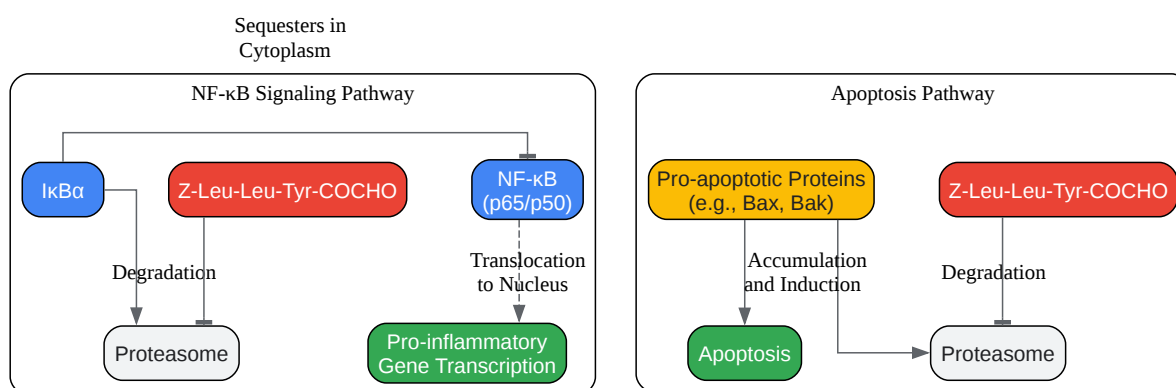 Sequesters in
Cytoplasm
NF-κB Signaling Pathway
IκBα
Z-Leu-Leu-Tyr-COCHO
NF-κB
(p65/p50)
Degradation
Translocation
to Nucleus
Proteasome
Pro-inflammatory
Gene Transcription
Apoptosis Pathway
Pro-apoptotic Proteins
(e.g., Bax, Bak)
Z-Leu-Leu-Tyr-COCHO
Accumulation
and Induction
Degradation
Apoptosis
Proteasome